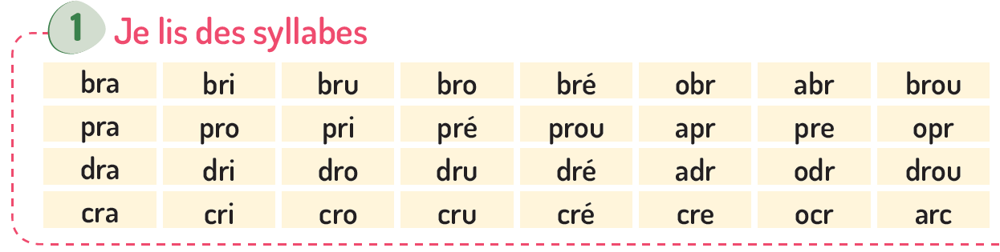 1 Je lis des syllabes
bra bri bru bro bré obr abr brou
pra pro pri pré prou apr pre opr
dra dri dro dru dré adr odr drou
cra cri cro cru cré cre ocr arc